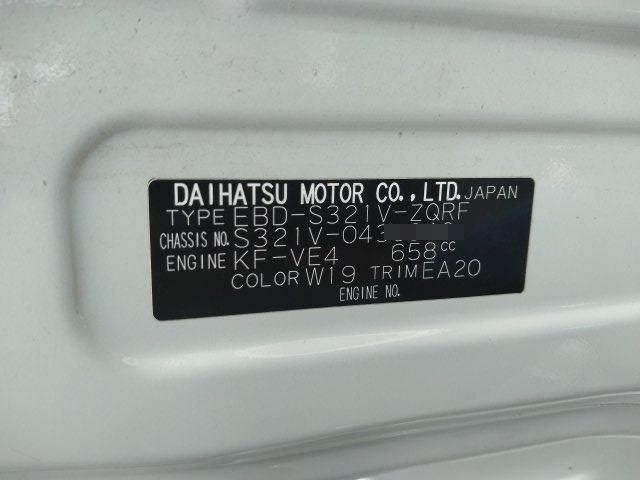 DAIHATSU MOTOR CO.,LTD. JAPAN
TYPE EBD-S321V-ZQRF
CHASSIS NO. S321V-043
ENGINE KF-VE4 658cc
COLOR W19 TRIM EA20
ENGINE NO.